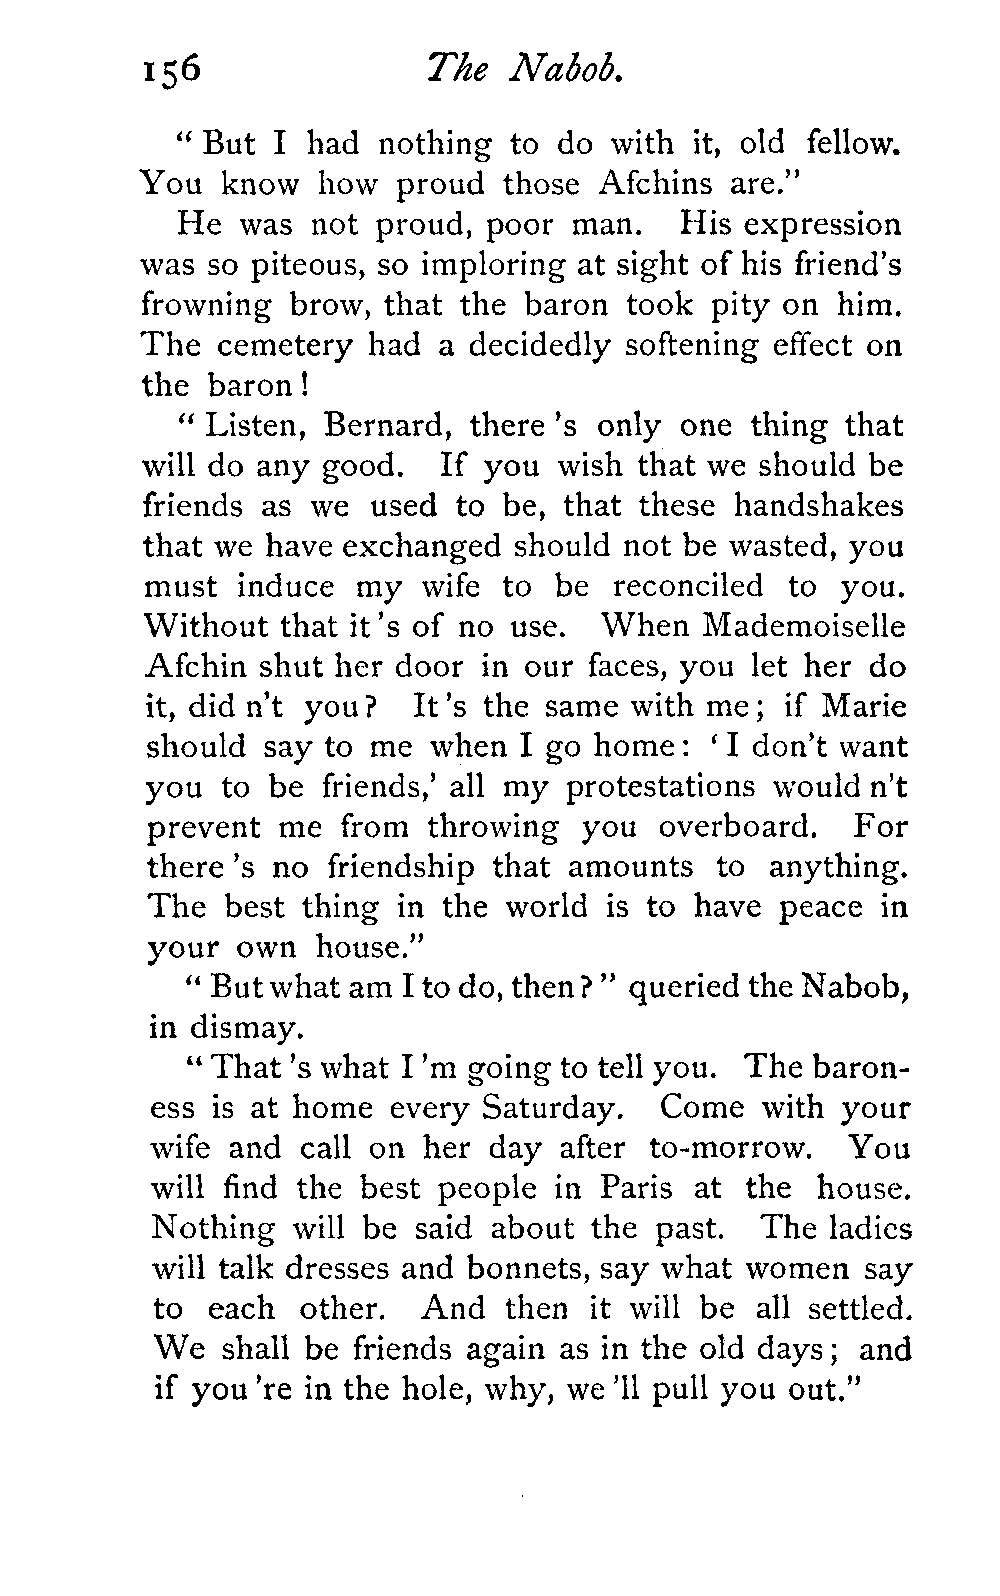 156 The Nabob.
“ But I had nothing to do with it, old fellow.
You know how proud those Afchins are.”
He was not proud, poor man. His expression
was so piteous, so imploring at sight of his friend's
frowning brow, that the baron took pity on him.
The cemetery had a decidedly softening effect on
the baron !
“ Listen, Bernard, there 's only one thing that
will do any good. If you wish that we should be
friends as we used to be, that these handshakes
that we have exchanged should not be wasted, you
must induce my wife to be reconciled to you.
Without that it 's of no use. When Mademoiselle
Afchin shut her door in our faces, you let her do
it, did n't you? It 's the same with me; if Marie
should say to me when I go home: ‘ I don't want
you to be friends,’ all my protestations would n't
prevent me from throwing you overboard. For
there 's no friendship that amounts to anything.
The best thing in the world is to have peace in
your own house.”
“ But what am I to do, then? ” queried the Nabob,
in dismay.
“ That 's what I 'm going to tell you. The baron-
ess is at home every Saturday. Come with your
wife and call on her day after to-morrow. You
will find the best people in Paris at the house.
Nothing will be said about the past. The ladies
will talk dresses and bonnets, say what women say
to each other. And then it will be all settled.
We shall be friends again as in the old days; and
if you 're in the hole, why, we 'll pull you out.”